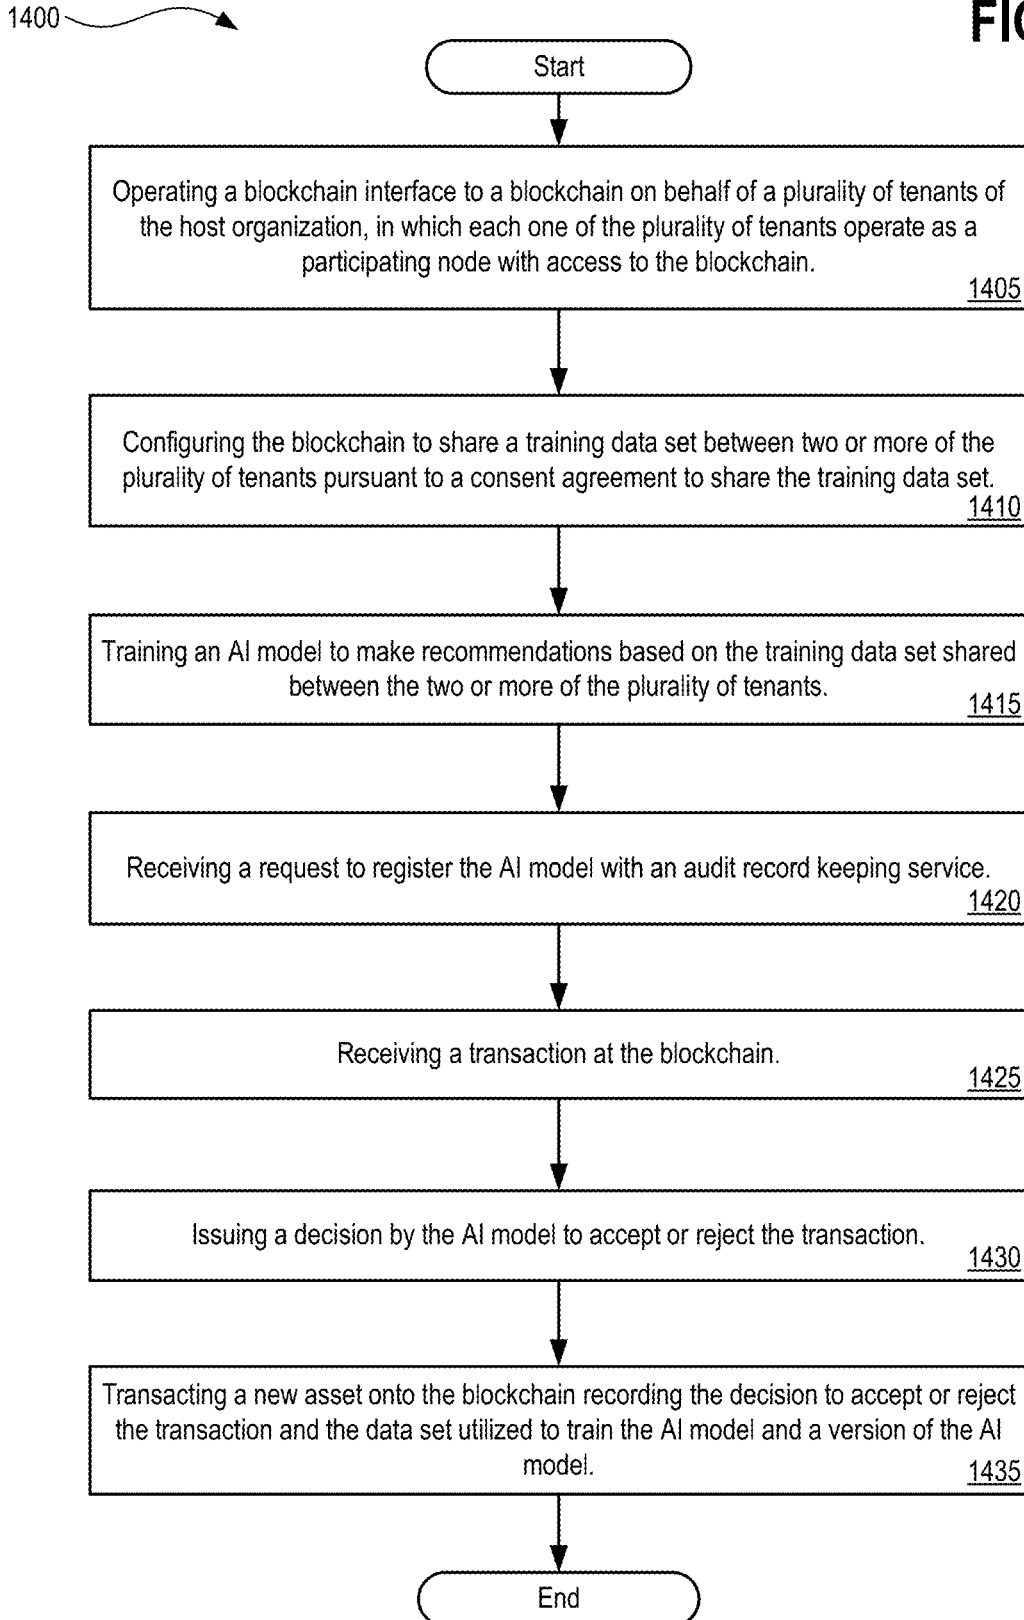 1400
FIG
Start
Operating a blockchain interface to a blockchain on behalf of a plurality of tenants of
the host organization, in which each one of the plurality of tenants operate as a
participating node with access to the blockchain.
1405
Configuring the blockchain to share a training data set between two or more of the
plurality of tenants pursuant to a consent agreement to share the training data set.
1410
Training an AI model to make recommendations based on the training data set shared
between the two or more of the plurality of tenants.
1415
Receiving a request to register the AI model with an audit record keeping service.
1420
Receiving a transaction at the blockchain.
1425
Issuing a decision by the AI model to accept or reject the transaction.
1430
Transacting a new asset onto the blockchain recording the decision to accept or reject
the transaction and the data set utilized to train the AI model and a version of the AI
model.
1435
End